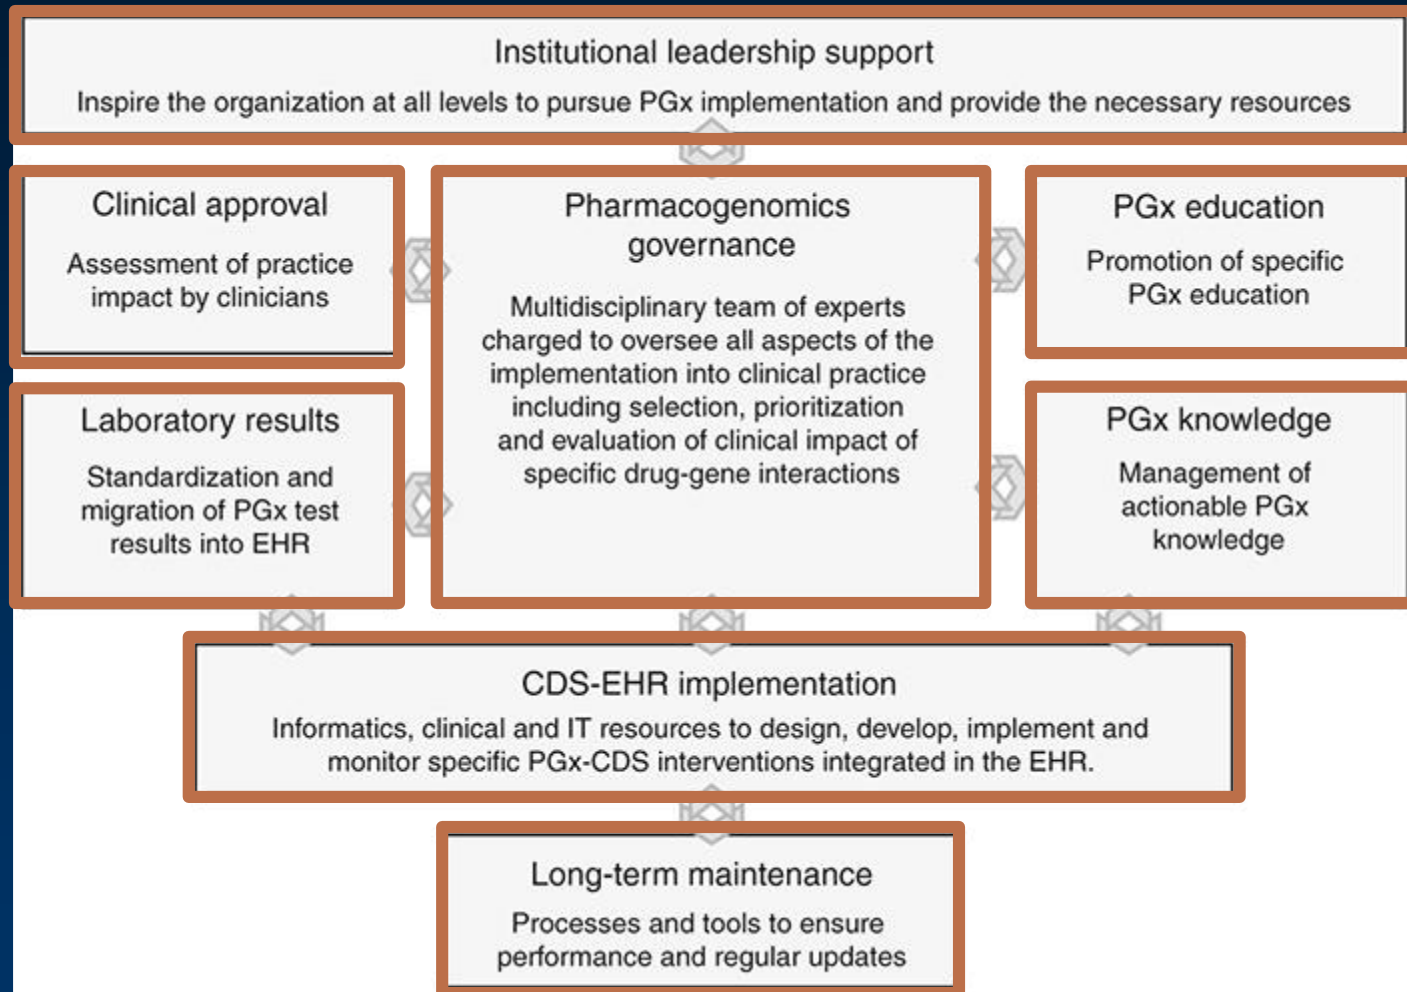 Institutional leadership support
Inspire the organization at all levels to pursue PGx implementation and provide the necessary resources
Clinical approval
Assessment of practice
impact by clinicians
Pharmacogenomics
governance
Multidisciplinary team of experts
charged to oversee all aspects of the
implementation into clinical practice
including selection, prioritization
and evaluation of clinical impact of
specific drug-gene interactions
PGx education
Promotion of specific
PGx education
Laboratory results
Standardization and
migration of PGx test
results into EHR
PGx knowledge
Management of
actionable PGx
knowledge
CDS-EHR implementation
Informatics, clinical and IT resources to design, develop, implement and
monitor specific PGx-CDS interventions integrated in the EHR.
Long-term maintenance
Processes and tools to ensure
performance and regular updates